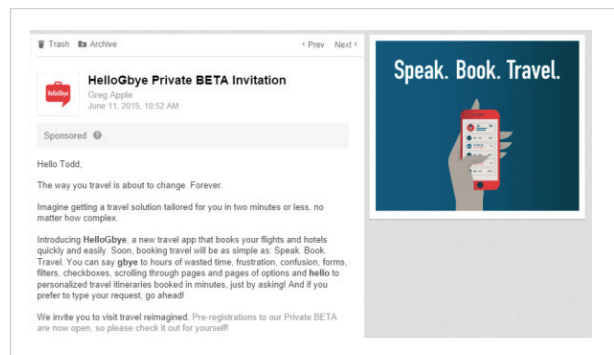 Trash Archive
< Prev Next >
HelloGbye Private BETA Invitation
Greg Apple
June 11, 2015, 10:52 AM
HelloGbye
Sponsored ?
Hello Todd,
The way you travel is about to change. Forever.
Imagine getting a travel solution tailored for you in two minutes or less, no
matter how complex.
Introducing HelloGbye, a new travel app that books your flights and hotels
quickly and easily. Soon, booking travel will be as simple as: Speak. Book.
Travel. You can say gbye to hours of wasted time, frustration, confusion, forms,
filters, checkboxes, scrolling through pages and pages of options and hello to
personalized travel itineraries booked in minutes, just by asking! And if you
prefer to type your request, go ahead!
We invite you to visit travel reimagined. Pre-registrations to our Private BETA
are now open, so please check it out for yourself!
Speak. Book. Travel.